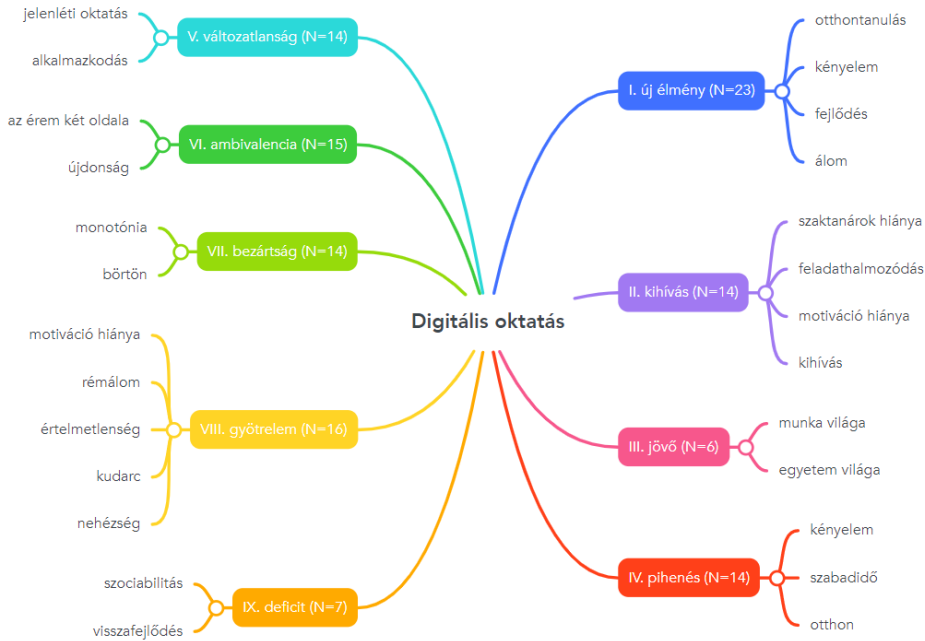 Digitális oktatás
I. új élmény (N=23)
otthontanulás
kényelem
fejlődés
álom
II. kihívás (N=14)
szaktanárok hiánya
feladathalmozódás
motiváció hiánya
kihívás
III. jövő (N=6)
munka világa
egyetem világa
IV. pihenés (N=14)
kényelem
szabadidő
otthon
V. változatlanság (N=14)
jelenléti oktatás
alkalmazkodás
VI. ambivalencia (N=15)
az érem két oldala
újdonság
VII. bezártság (N=14)
monotónia
börtön
VIII. gyötrelem (N=16)
motiváció hiánya
rémálom
értelmetlenség
kudarc
nehézség
IX. deficit (N=7)
szociabilitás
visszafejlődés